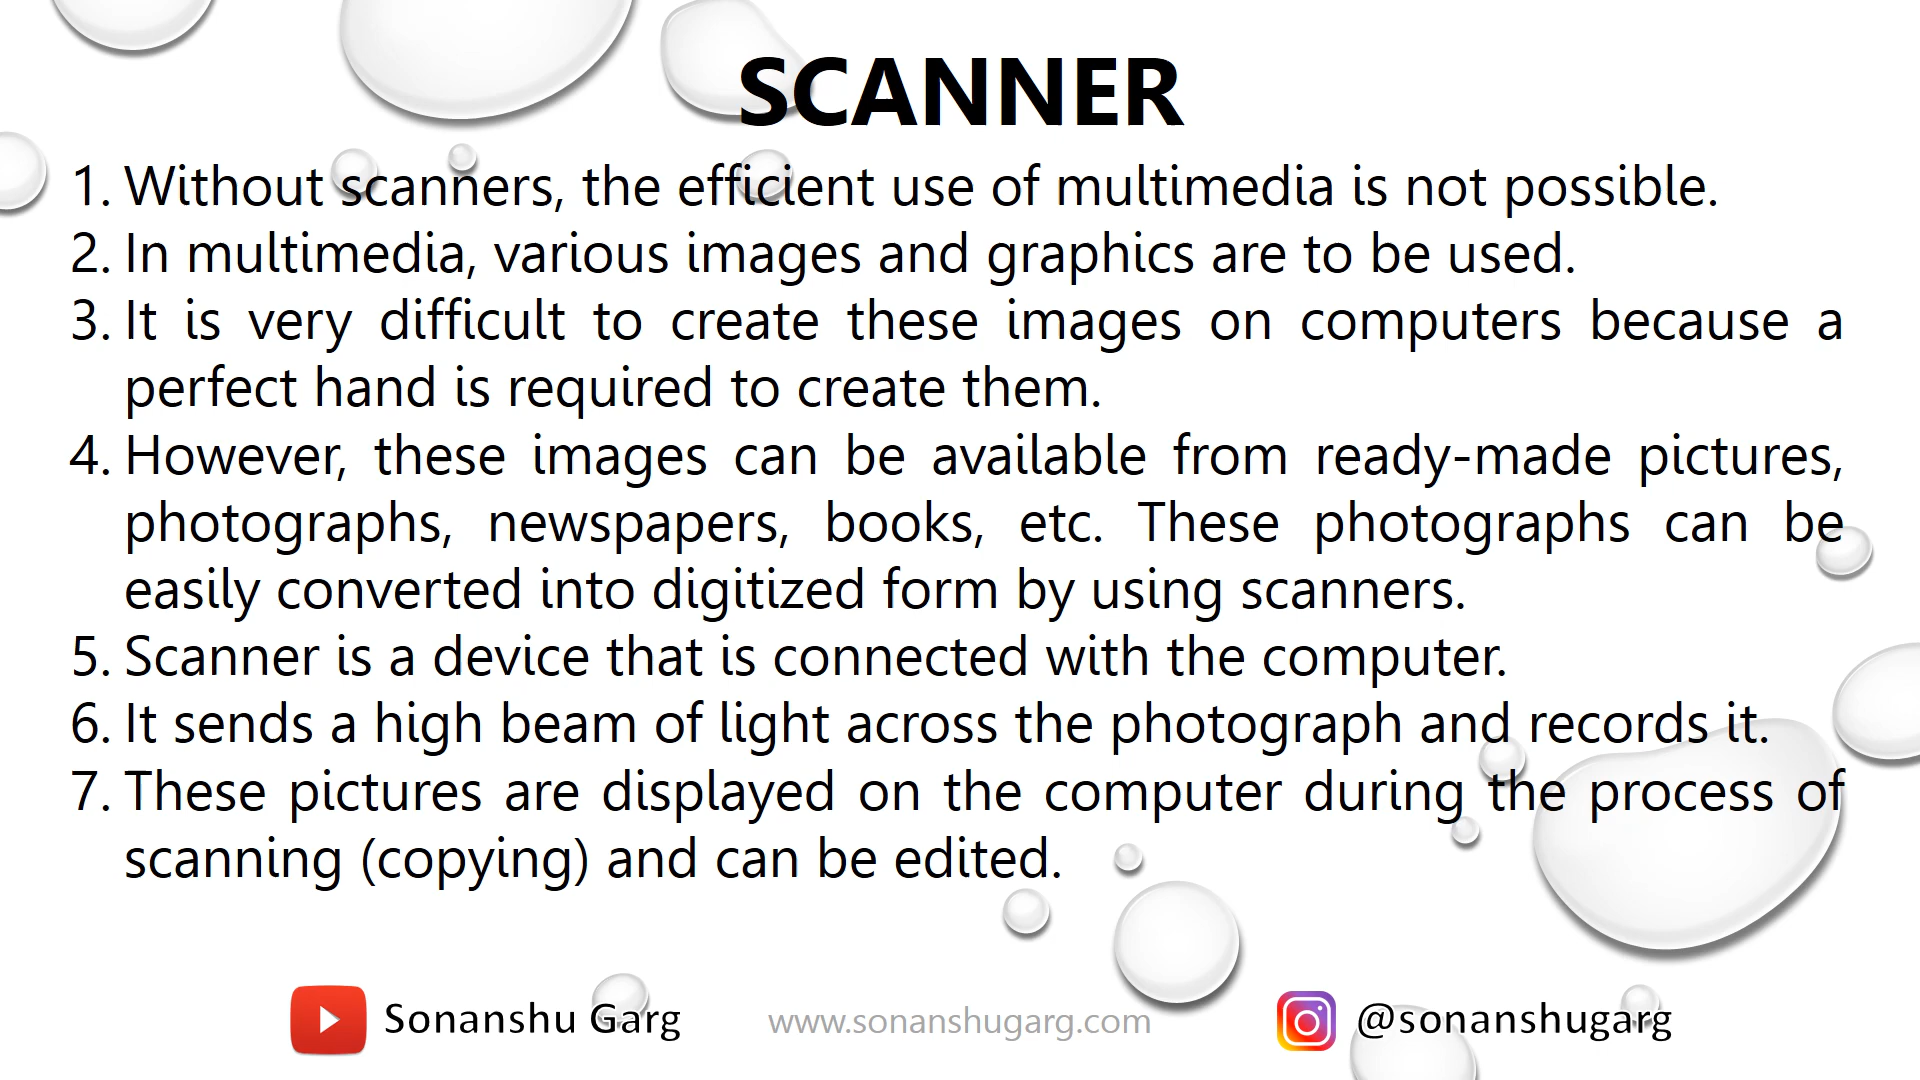 SCANNER
1. Without scanners, the efficient use of multimedia is not possible.
2. In multimedia, various images and graphics are to be used.
3. It is very difficult to create these images on computers because a
perfect hand is required to create them.
4. However, these images can be available from ready-made pictures,
photographs, newspapers, books, etc. These photographs can be
easily converted into digitized form by using scanners.
5. Scanner is a device that is connected with the computer.
6. It sends a high beam of light across the photograph and records it.
7. These pictures are displayed on the computer during the process of
scanning (copying) and can be edited.
Sonanshu Garg
www.sonanshugarg.com
@sonanshugarg